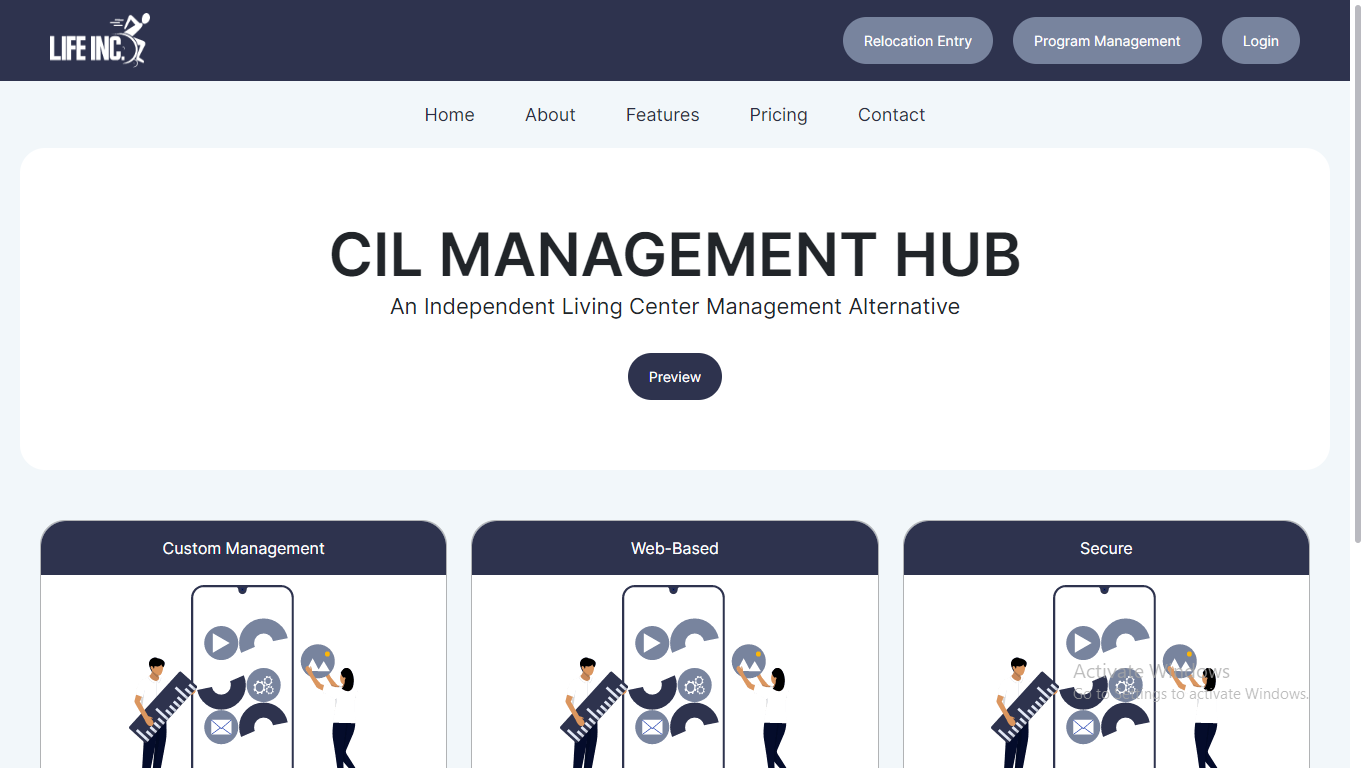 LIFE INC.
Relocation Entry
Program Management
Login
Home
About
Features
Pricing
Contact
CIL MANAGEMENT HUB
An Independent Living Center Management Alternative
Preview
Custom Management
Web-Based
Secure
Activate Windows
Go to Settings to activate Windows.